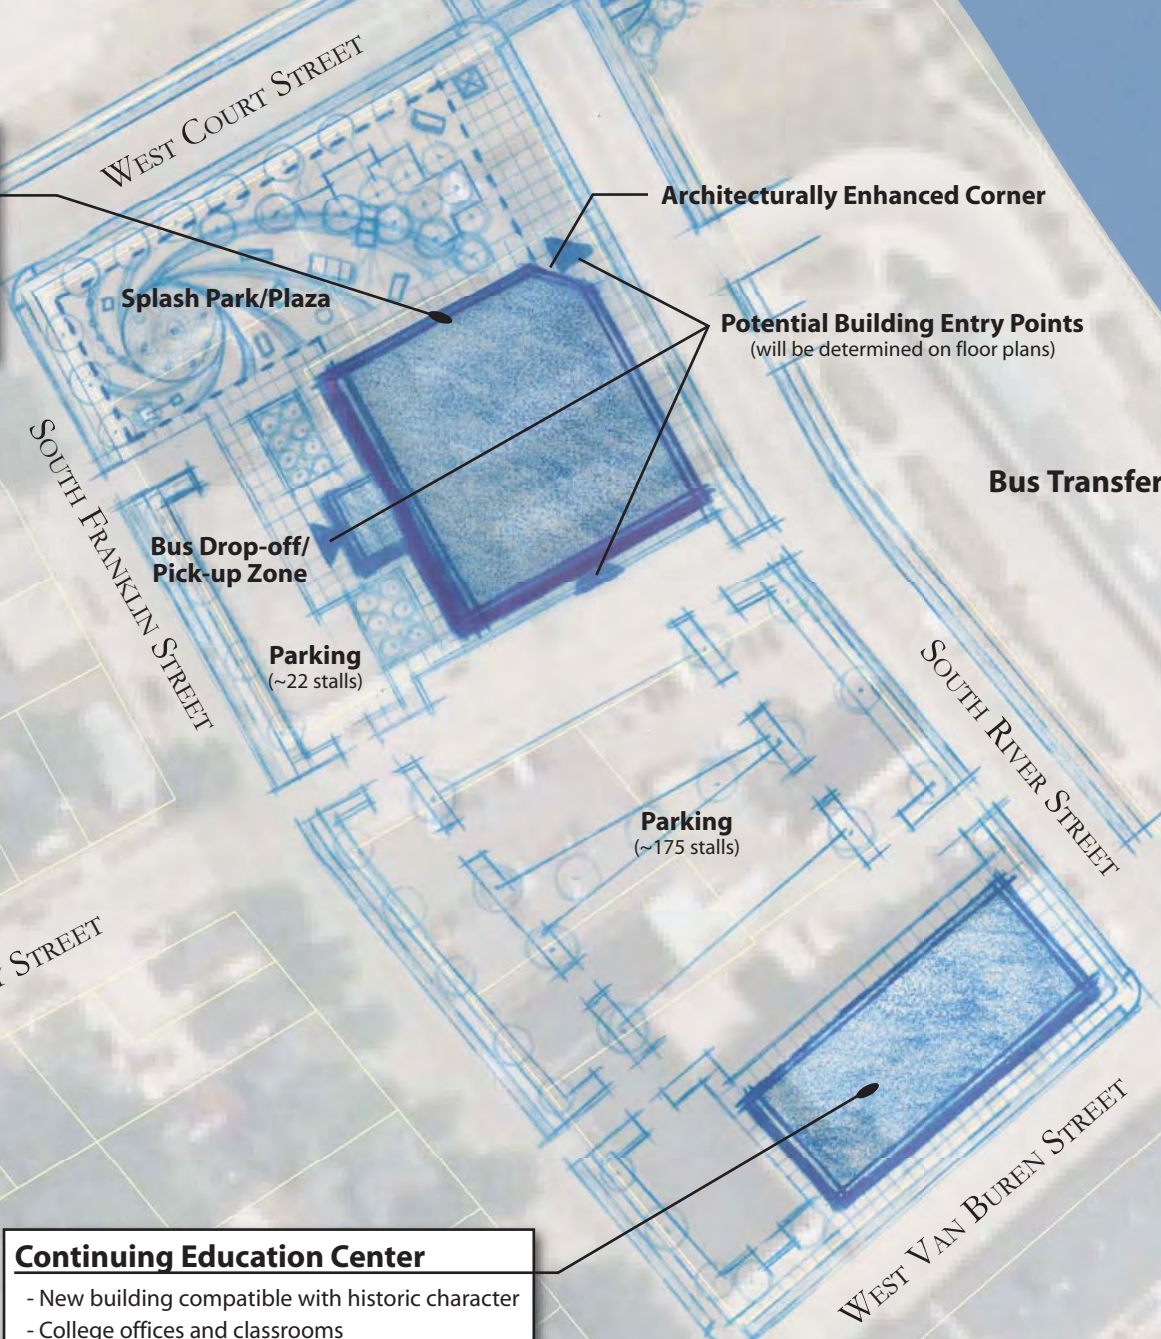 WEST COURT STREET
Architecturally Enhanced Corner
Splash Park/Plaza
Potential Building Entry Points
(will be determined on floor plans)
SOUTH FRANKLIN STREET
Bus Transfer
Bus Drop-off/
Pick-up Zone
Parking
(~22 stalls)
SOUTH RIVER STREET
Parking
(~175 stalls)
STREET
WEST VAN BUREN STREET
Continuing Education Center
- New building compatible with historic character
- College offices and classrooms